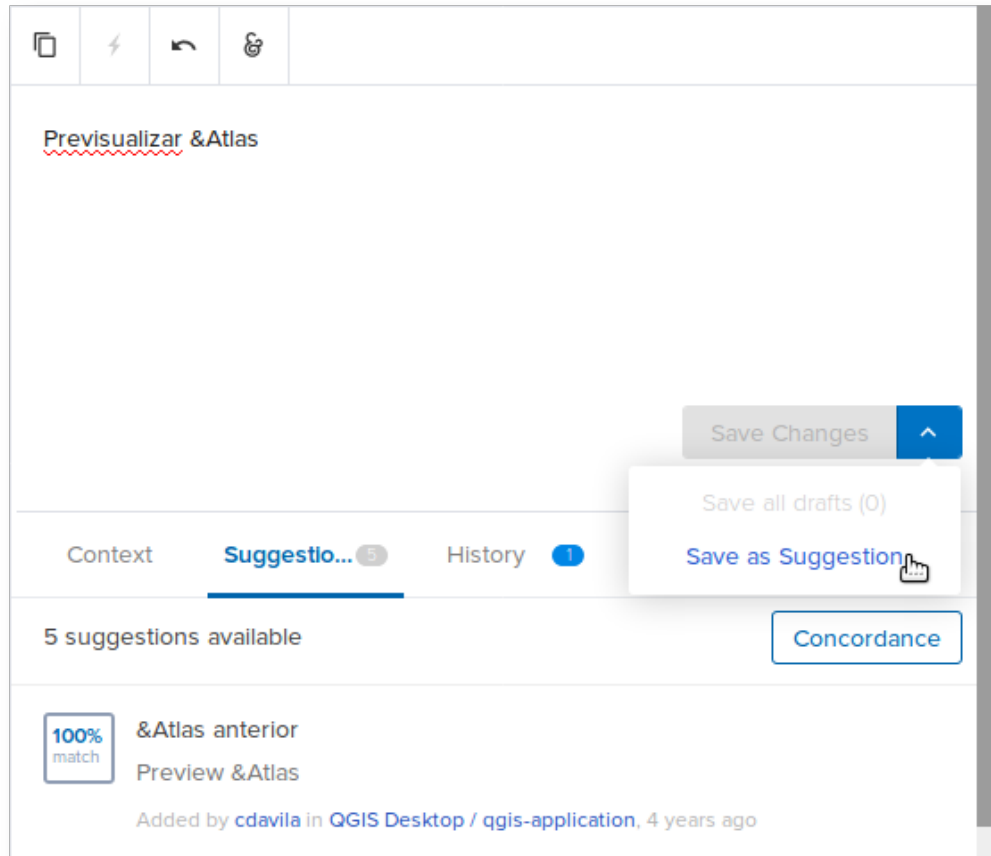 Previsualizar &Atlas
Save Changes
Save all drafts (0)
Save as Suggestion
Context Suggestio... 5 History 1
5 suggestions available Concordance
100% match
&Atlas anterior
Preview &Atlas
Added by cdavila in QGIS Desktop / qgis-application, 4 years ago